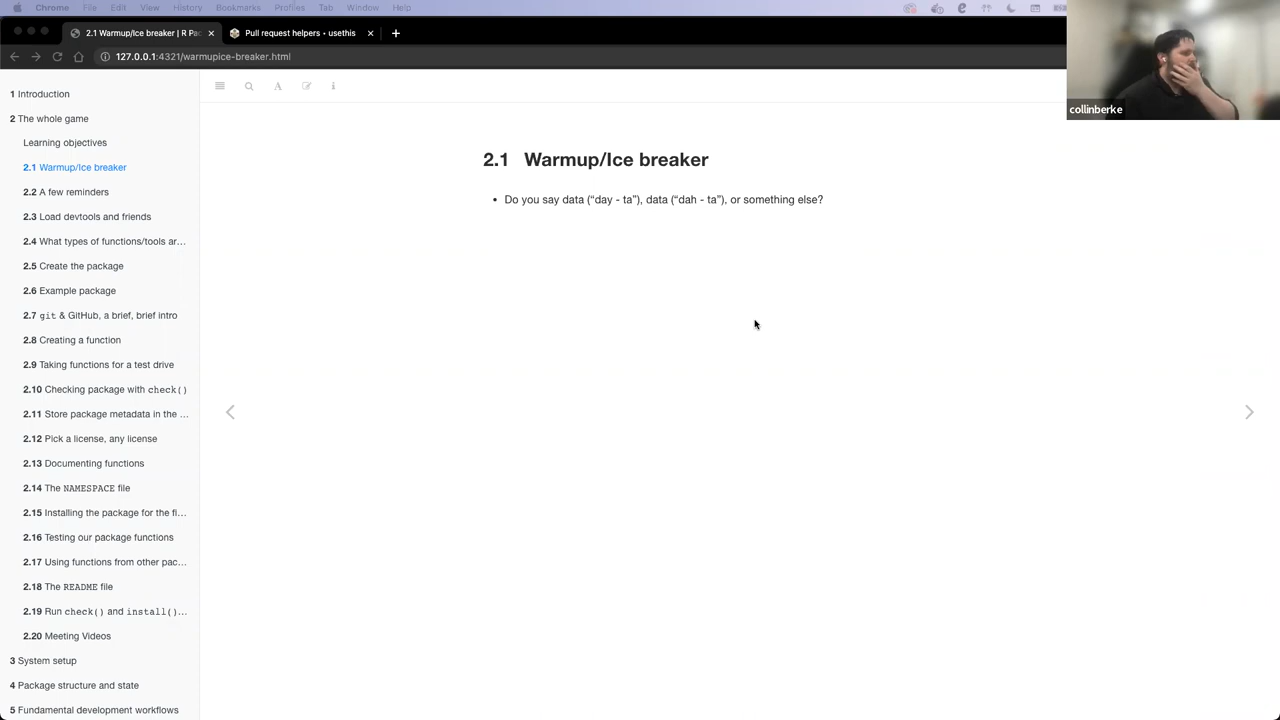 Chrome File Edit View History Bookmarks Profiles Tab Window Help
2.1 Warmup/Ice breaker | R Pac
Pull request helpers • usethis
127.0.0.1:4321/warmupice-breaker.html
collinberke
1 Introduction
2 The whole game
Learning objectives
2.1 Warmup/Ice breaker
2.2 A few reminders
2.3 Load devtools and friends
2.4 What types of functions/tools ar…
2.5 Create the package
2.6 Example package
2.7 git & GitHub, a brief, brief intro
2.8 Creating a function
2.9 Taking functions for a test drive
2.10 Checking package with check()
2.11 Store package metadata in the …
2.12 Pick a license, any license
2.13 Documenting functions
2.14 The NAMESPACE file
2.15 Installing the package for the fi…
2.16 Testing our package functions
2.17 Using functions from other pac…
2.18 The README file
2.19 Run check() and install()…
2.20 Meeting Videos
3 System setup
4 Package structure and state
5 Fundamental development workflows
2.1 Warmup/Ice breaker
• Do you say data (“day - ta”), data (“dah - ta”), or something else?